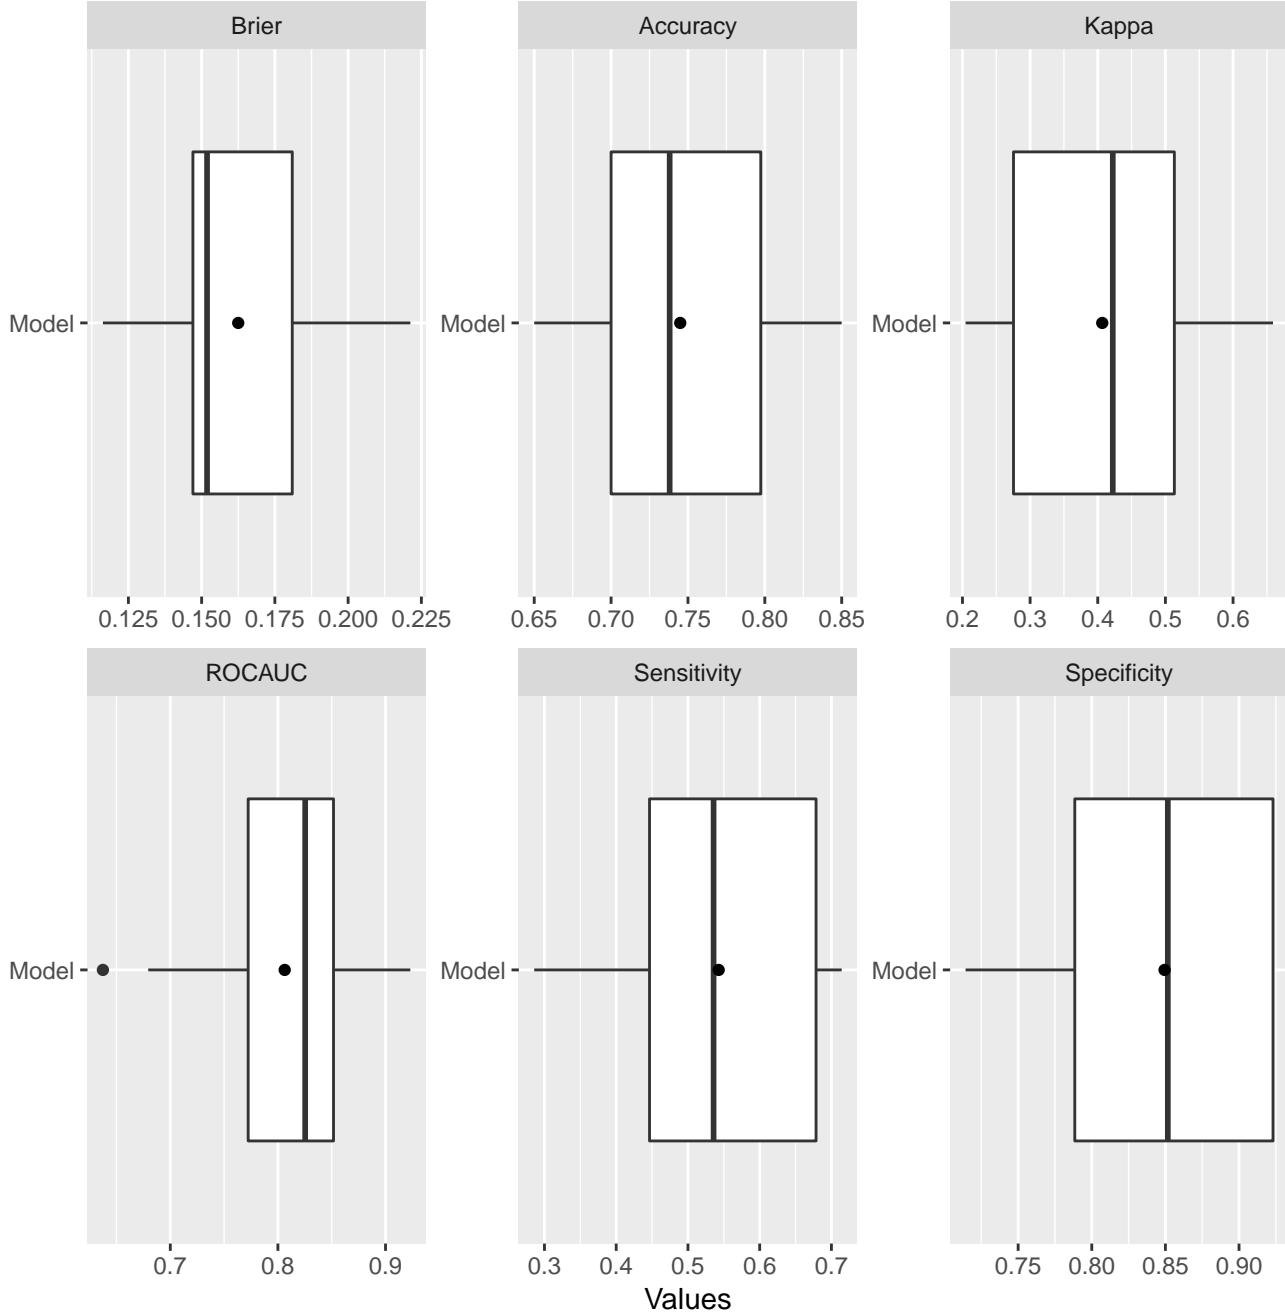 Brier Accuracy Kappa
Model Model Model
0.125 0.150 0.175 0.200 0.225 0.65 0.70 0.75 0.80 0.85 0.2 0.3 0.4 0.5 0.6
ROCAUC Sensitivity Specificity
Model Model Model
0.7 0.8 0.9 0.3 0.4 0.5 0.6 0.7 0.75 0.80 0.85 0.90
Values